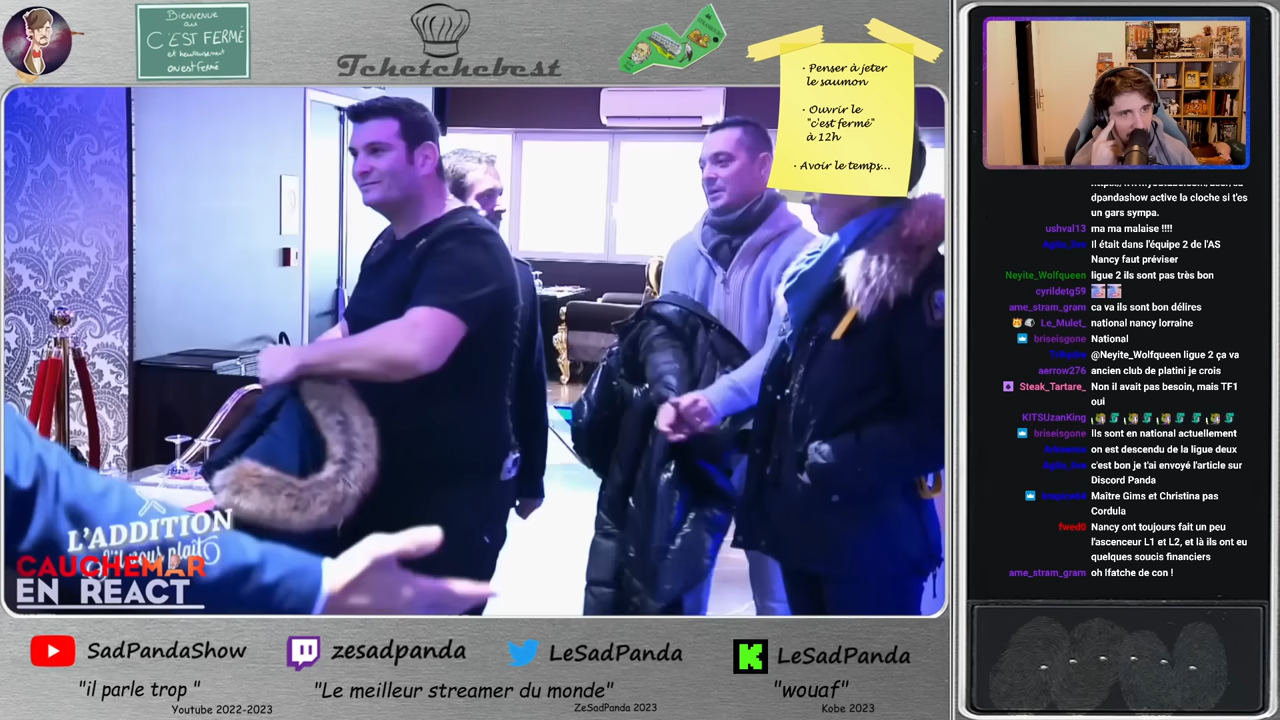 Bienvenue
au
C'EST FERMÉ
et heureusement
on est fermé
Tchetchebest
· Penser à jeter
le saumon
· Ouvrir le
"c'est fermé"
à 12h
· Avoir le temps...
L'ADDITION
s'il vous plaît
CAUCHEMAR
EN REACT
SadPandaShow
zesadpanda
LeSadPanda
LeSadPanda
"il parle trop "
Youtube 2022-2023
"Le meilleur streamer du monde"
ZeSadPanda 2023
"wouaf"
Kobe 2023
dpandashow active la cloche si t'es
un gars sympa.
ushval13 ma ma malaise !!!!
Il était dans l'équipe 2 de l'AS
Nancy faut préviser
Neyite_Wolfqueen ligue 2 ils sont pas très bon
cyrildetg59
ame_stram_gram ca va ils sont bon délires
Le_Mulet_ national nancy lorraine
briseisgone National
@Neyite_Wolfqueen ligue 2 ça va
aerrow276 ancien club de platini je crois
Steak_Tartare_ Non il avait pas besoin, mais TF1
oui
KITSUzanKing
briseisgone Ils sont en national actuellement
on est descendu de la ligue deux
c'est bon je t'ai envoyé l'article sur
Discord Panda
Maître Gims et Christina pas
Cordula
fwed0 Nancy ont toujours fait un peu
l'ascenceur L1 et L2, et là ils ont eu
quelques soucis financiers
ame_stram_gram oh lfatche de con !